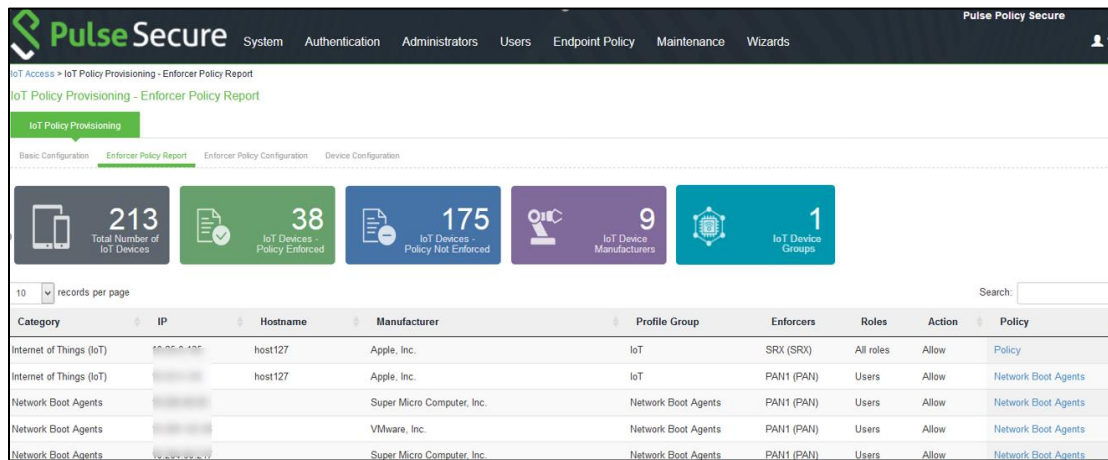 Pulse Policy Secure
Pulse Secure System Authentication Administrators Users Endpoint Policy Maintenance Wizards
IoT Access > IoT Policy Provisioning - Enforcer Policy Report
IoT Policy Provisioning - Enforcer Policy Report
IoT Policy Provisioning
Basic Configuration Enforcer Policy Report Enforcer Policy Configuration Device Configuration
213
Total Number of
IoT Devices
38
IoT Devices -
Policy Enforced
175
IoT Devices -
Policy Not Enforced
9
IoT Device
Manufacturers
1
IoT Device
Groups
10 records per page Search:
Category IP Hostname Manufacturer Profile Group Enforcers Roles Action Policy
Internet of Things (IoT) host127 Apple, Inc. IoT SRX (SRX) All roles Allow Policy
Internet of Things (IoT) host127 Apple, Inc. IoT PAN1 (PAN) Users Allow Network Boot Agents
Network Boot Agents Super Micro Computer, Inc. Network Boot Agents PAN1 (PAN) Users Allow Network Boot Agents
Network Boot Agents VMware, Inc. Network Boot Agents PAN1 (PAN) Users Allow Network Boot Agents
Network Boot Agents Super Micro Computer, Inc. Network Boot Agents PAN1 (PAN) Users Allow Network Boot Agents